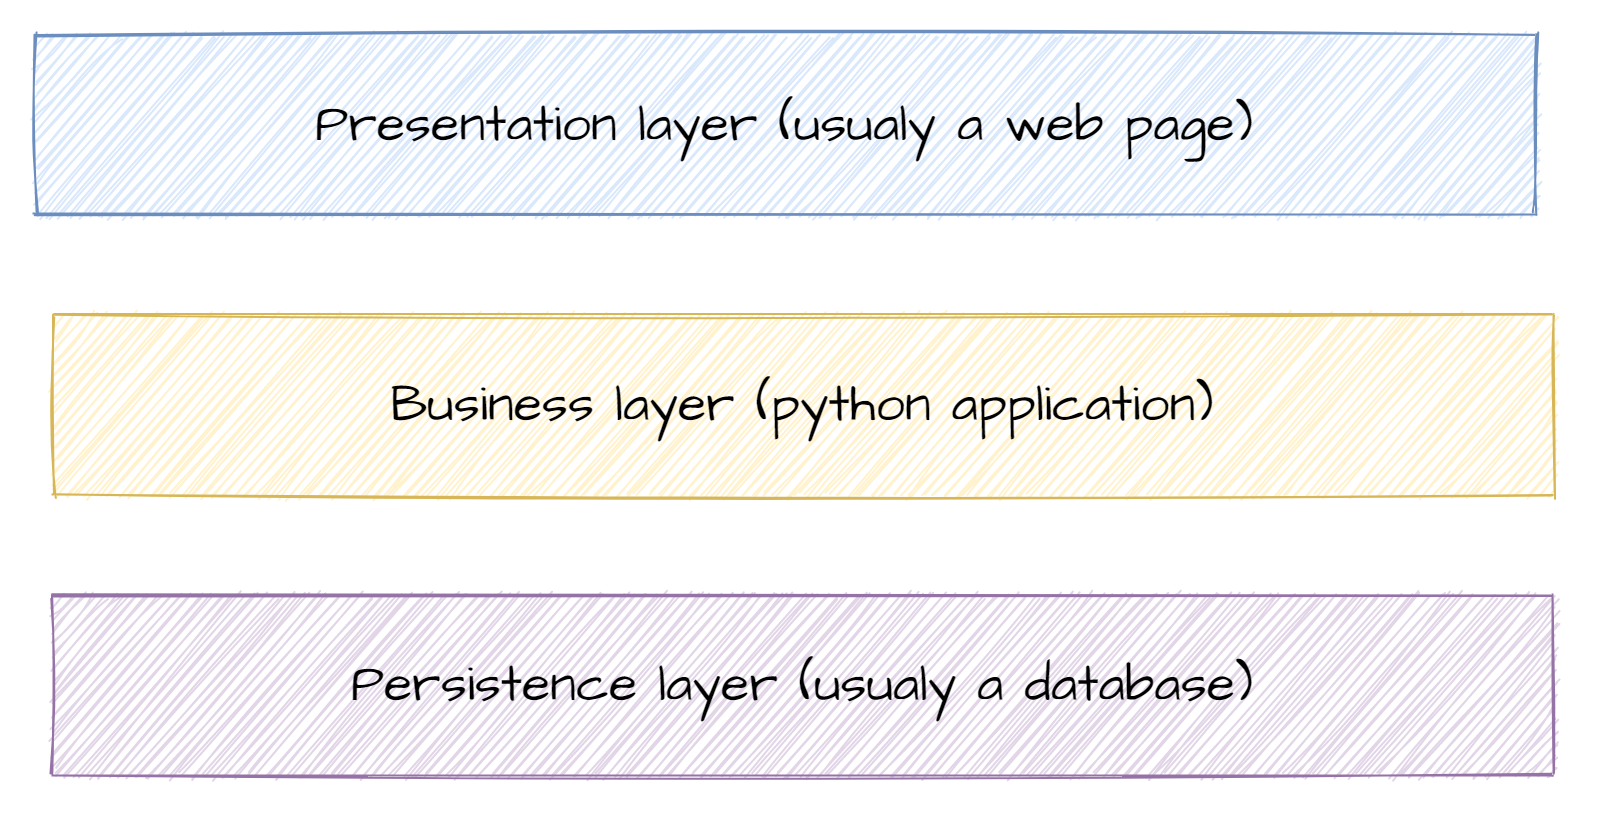 Presentation layer (usualy a web page)
Business layer (python application)
Persistence layer (usualy a database)